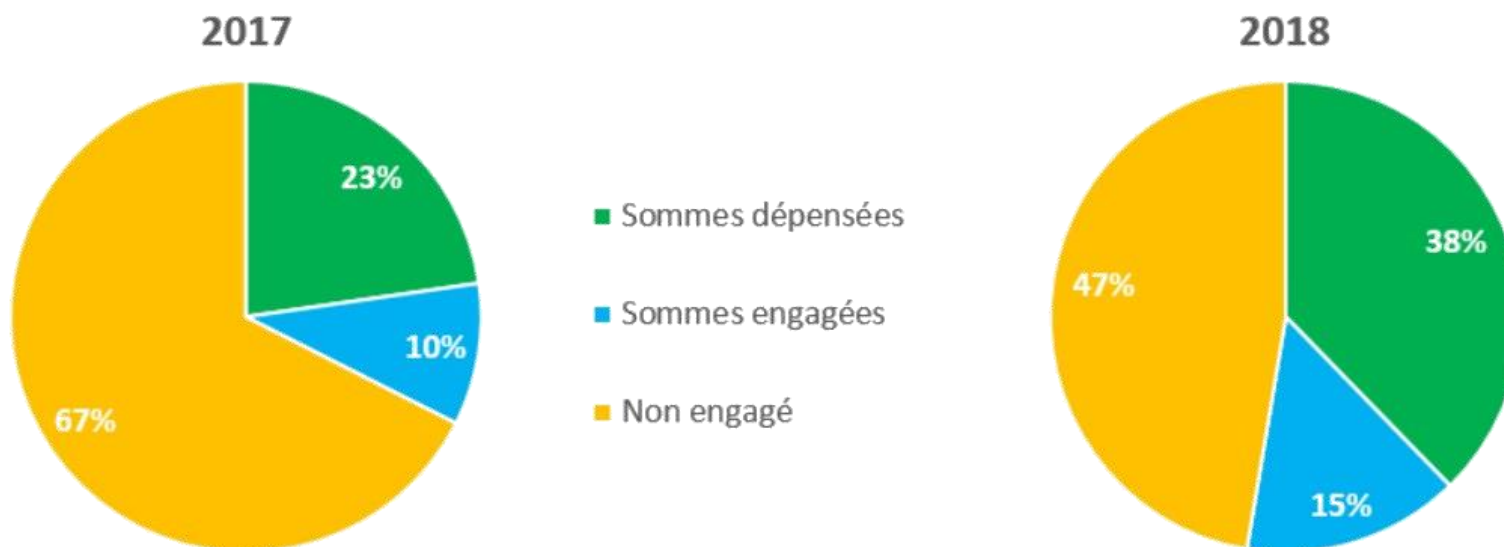 2017
2018
23%
10%
67%
Sommes dépensées
Sommes engagées
Non engagé
38%
47%
15%